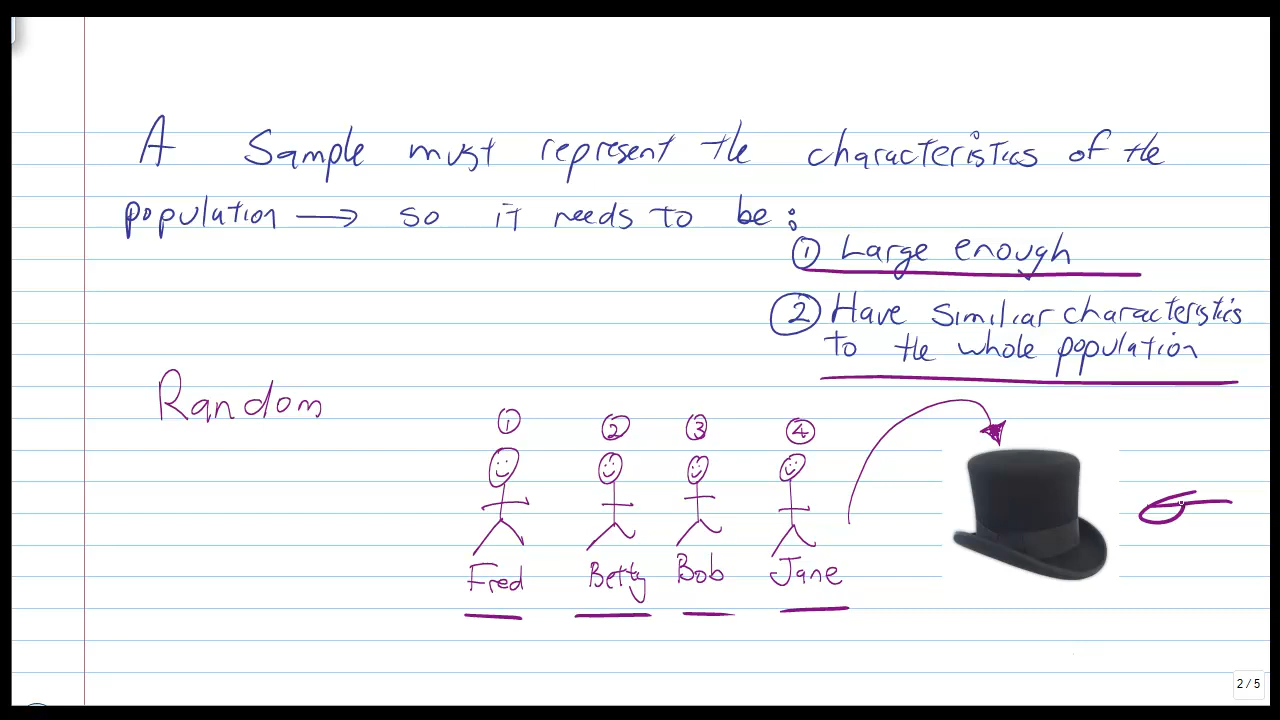 A Sample must represent the characteristics of the
population → so it needs to be:
① Large enough
② Have similiar characteristics
to the whole population
Random
① ② ③ ④
Fred Betty Bob Jane
2/5